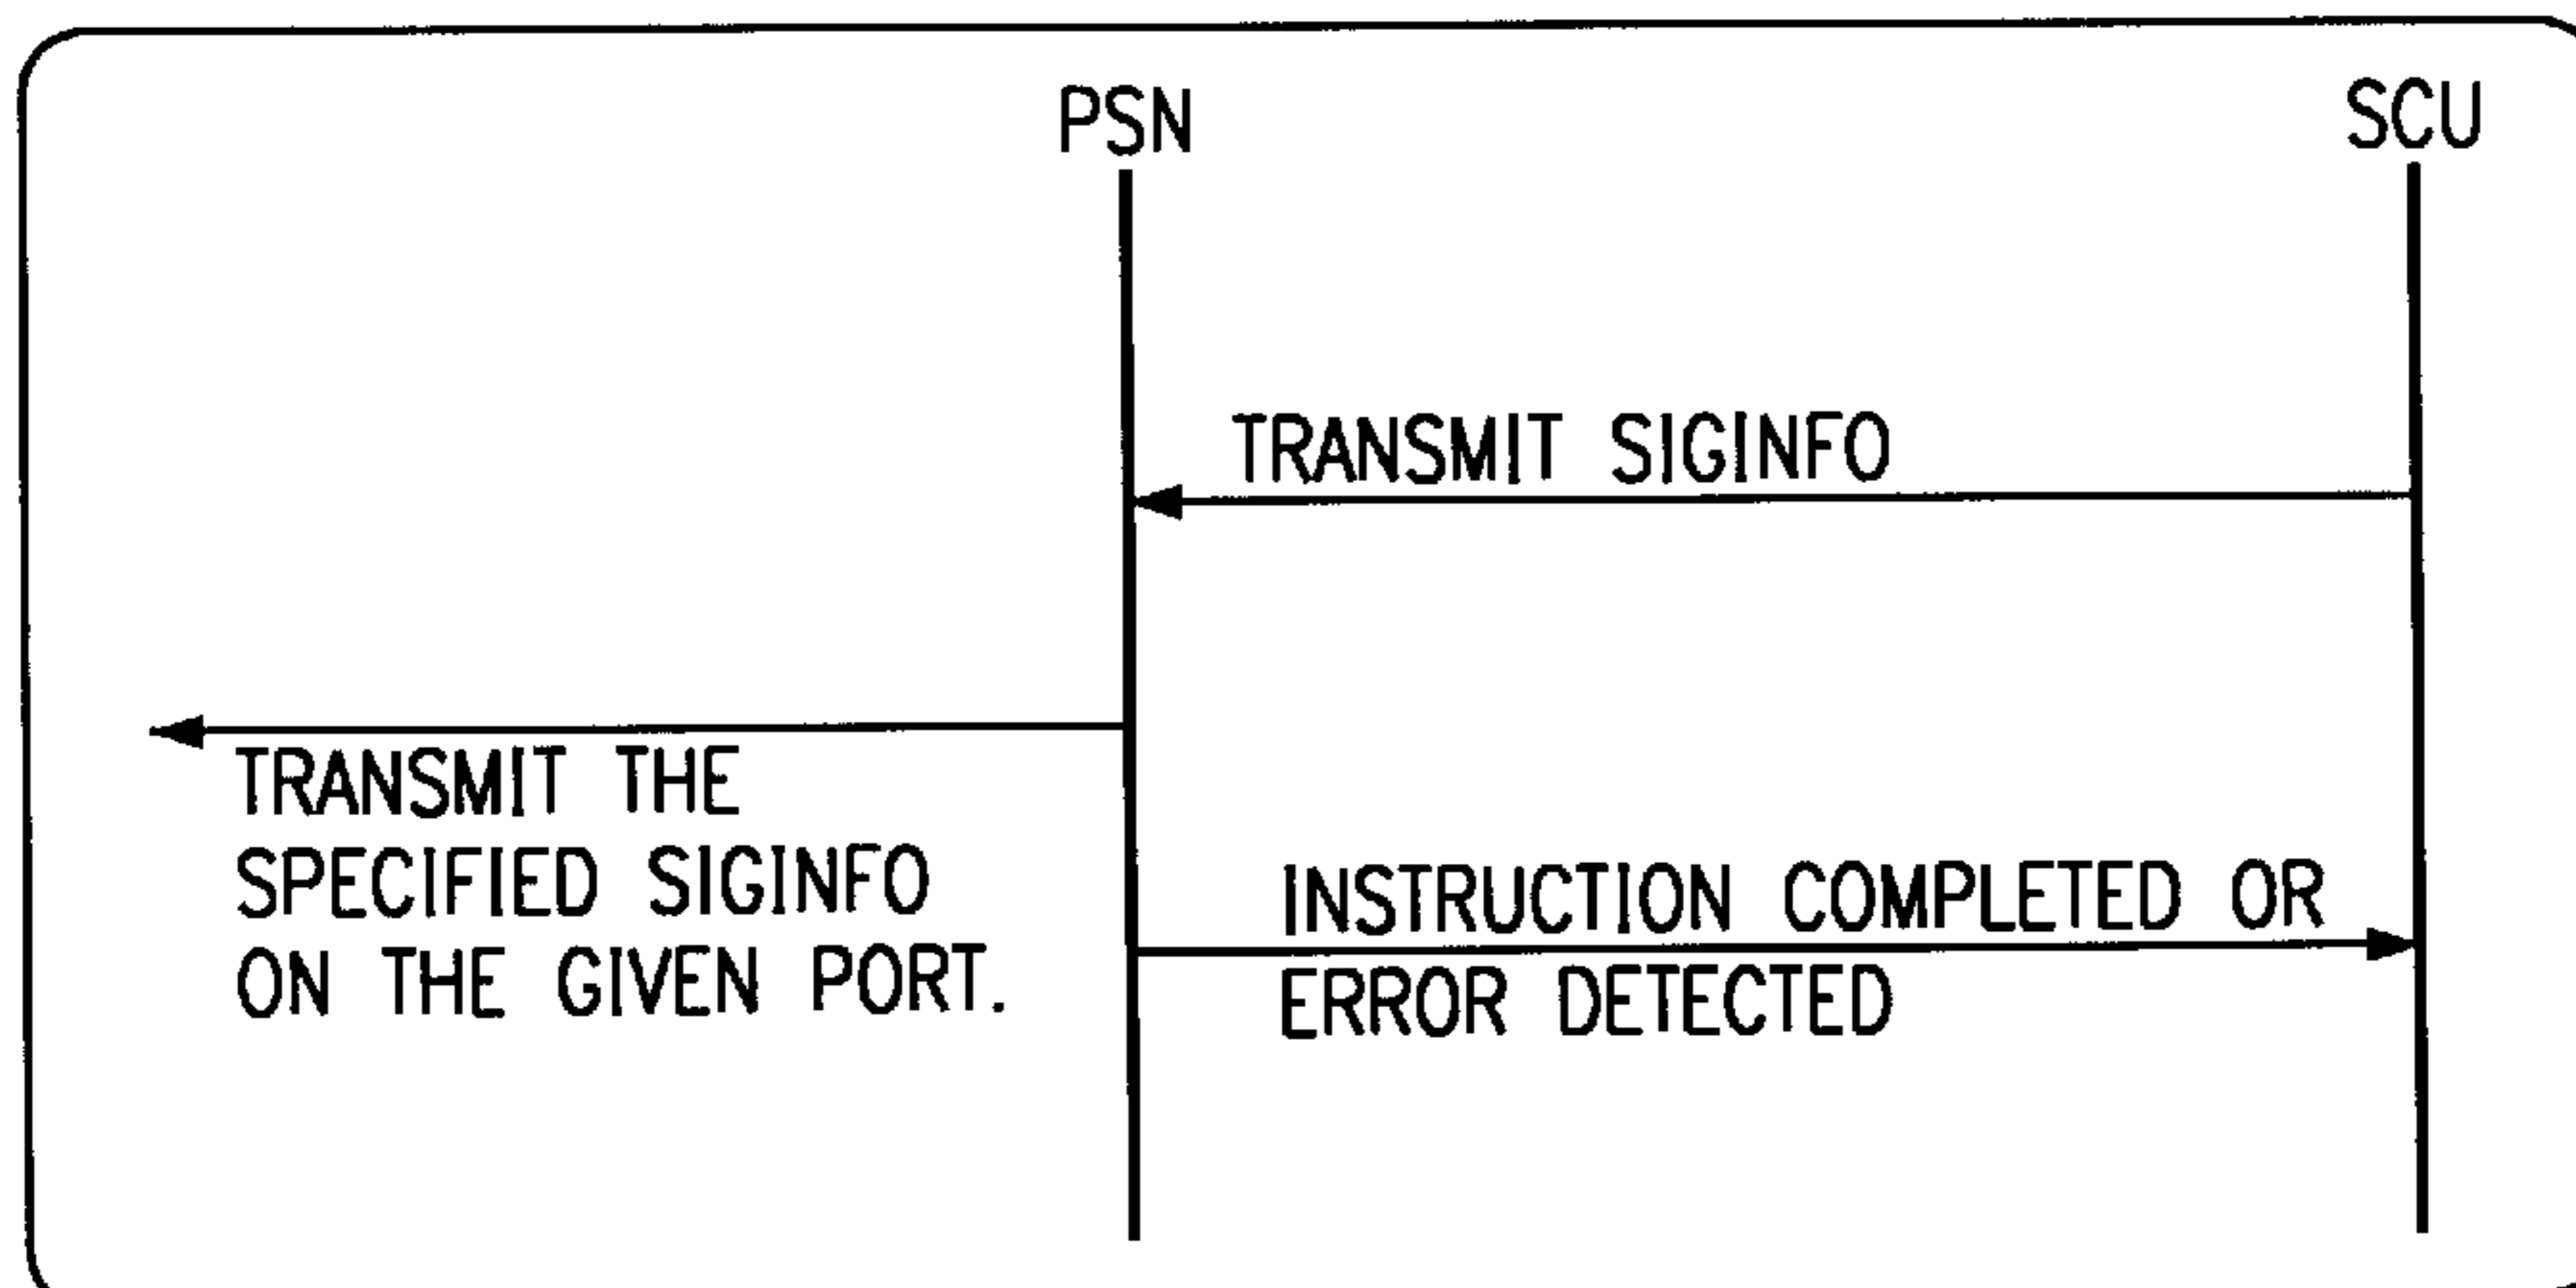 PSN
SCU
TRANSMIT SIGINFO
TRANSMIT THE
SPECIFIED SIGINFO
ON THE GIVEN PORT.
INSTRUCTION COMPLETED OR
ERROR DETECTED